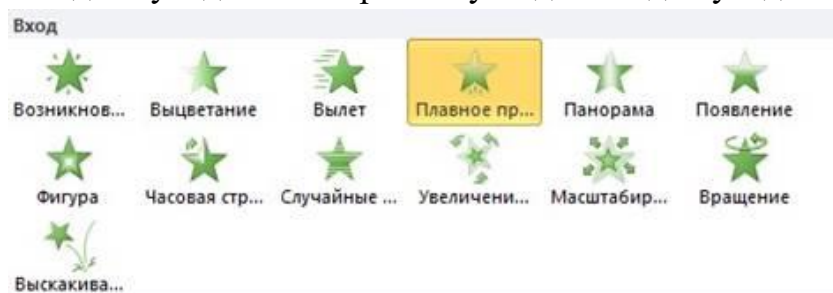 Вход
Возникнов... Выцветание Вылет Плавное пр... Панорама Появление
Фигура Часовая стр... Случайные ... Увеличени... Масштабир... Вращение
Выскакива...